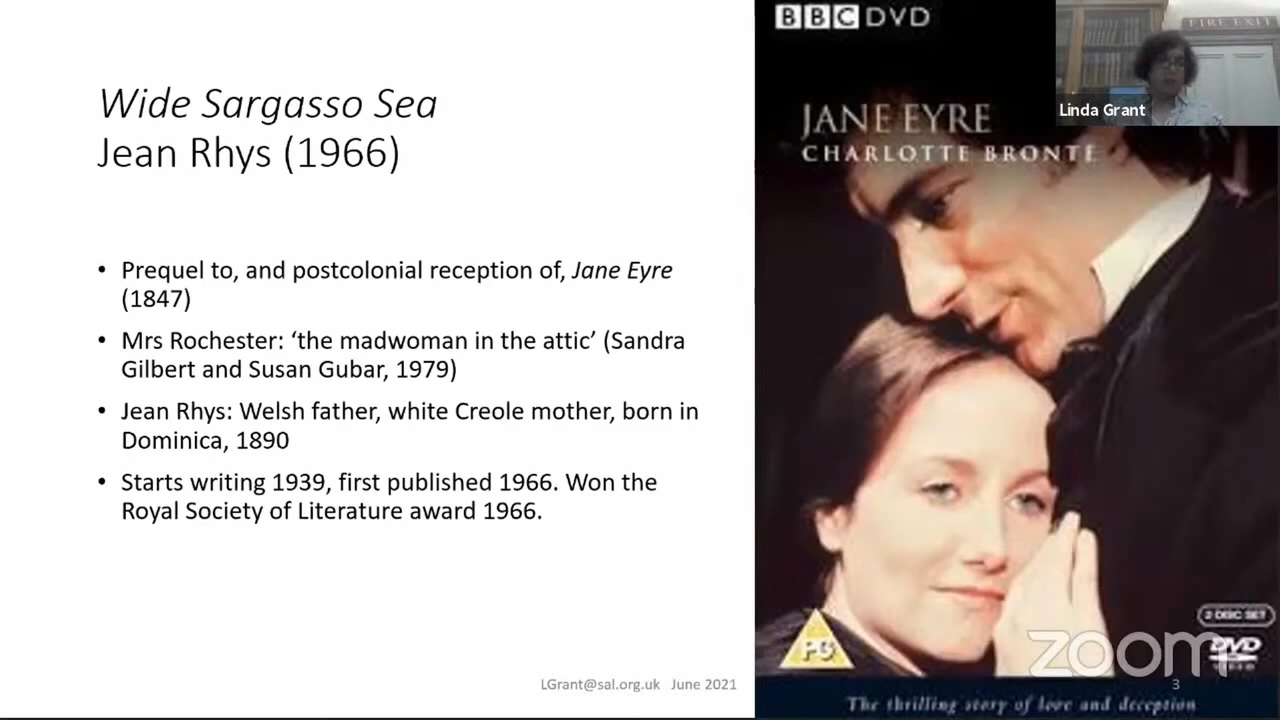 Wide Sargasso Sea
Jean Rhys (1966)
• Prequel to, and postcolonial reception of, Jane Eyre
(1847)
• Mrs Rochester: ‘the madwoman in the attic’ (Sandra
Gilbert and Susan Gubar, 1979)
• Jean Rhys: Welsh father, white Creole mother, born in
Dominica, 1890
• Starts writing 1939, first published 1966. Won the
Royal Society of Literature award 1966.
LGrant@sal.org.uk June 2021
BBC DVD
JANE EYRE
CHARLOTTE BRONTË
FIRE EXIT
Linda Grant
PG
2 DISC SET
DVD
VIDEO
zoom
3
The thrilling story of love and deception